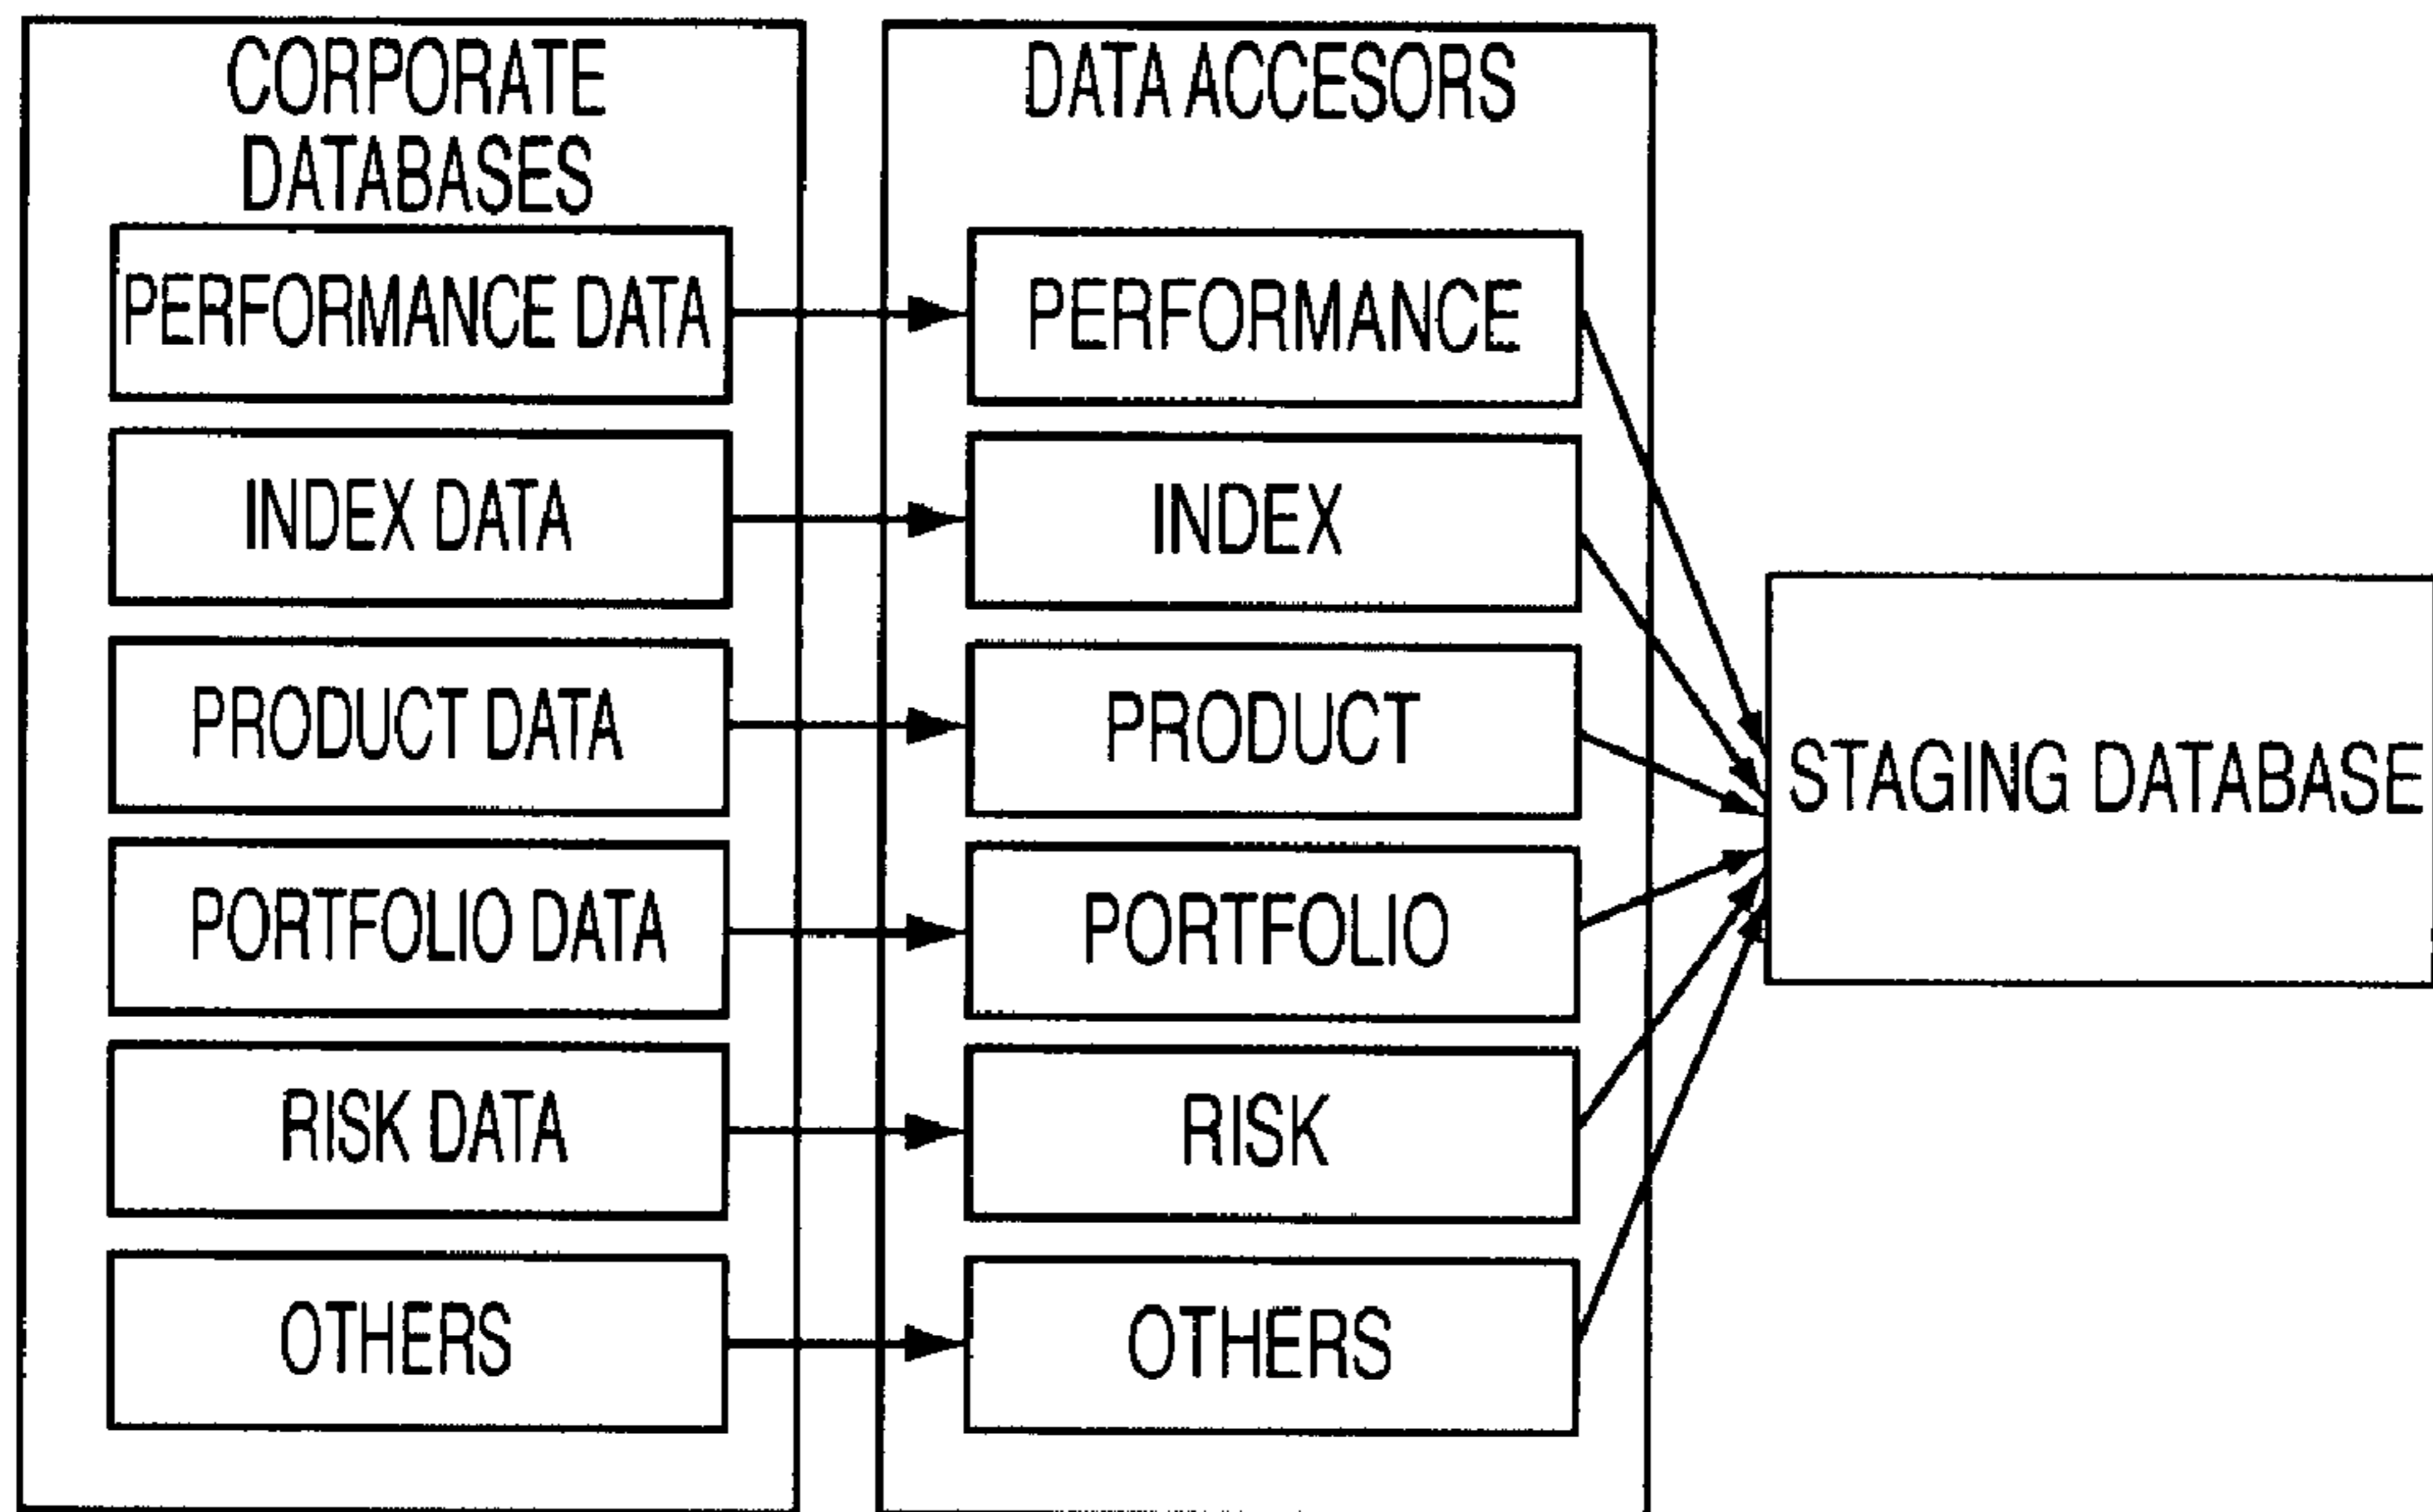 CORPORATE
DATABASES
PERFORMANCE DATA
INDEX DATA
PRODUCT DATA
PORTFOLIO DATA
RISK DATA
OTHERS
DATA ACCESORS
PERFORMANCE
INDEX
PRODUCT
PORTFOLIO
RISK
OTHERS
STAGING DATABASE